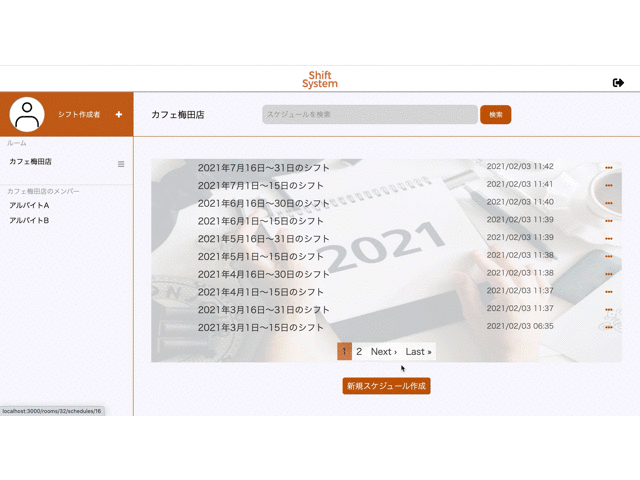 Shift
System
シフト作成者 +
カフェ梅田店
スケジュールを検索
検索
ルーム
カフェ梅田店
カフェ梅田店のメンバー
アルバイトA
アルバイトB
2021年7月16日〜31日のシフト 2021/02/03 11:42
2021年7月1日〜15日のシフト 2021/02/03 11:41
2021年6月16日〜30日のシフト 2021/02/03 11:40
2021年6月1日〜15日のシフト 2021/02/03 11:39
2021年5月16日〜31日のシフト 2021/02/03 11:39
2021年5月1日〜15日のシフト 2021/02/03 11:38
2021年4月16日〜30日のシフト 2021/02/03 11:38
2021年4月1日〜15日のシフト 2021/02/03 11:37
2021年3月16日〜31日のシフト 2021/02/03 11:37
2021年3月1日〜15日のシフト 2021/02/03 06:35
2021
1 2 Next › Last »
新規スケジュール作成
localhost:3000/rooms/32/schedules/16